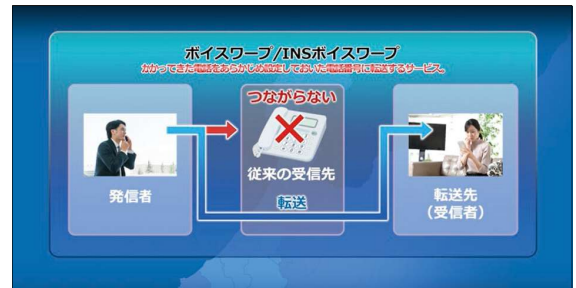 ボイスワープ/INSボイスワープ
かかってきた電話をあらかじめ設定しておいた電話番号に転送するサービス。
つながらない
従来の受信先
発信者
転送
転送先
(受信者)